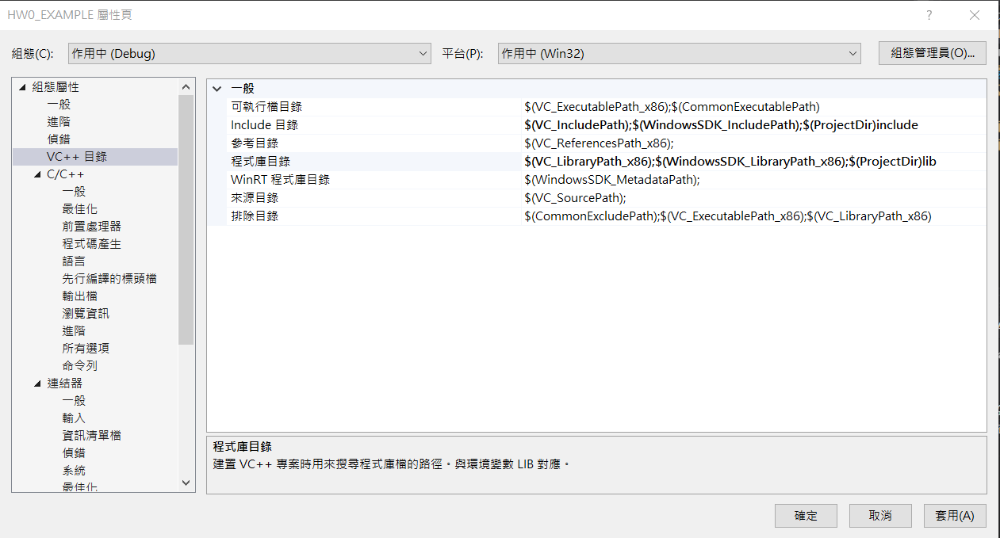 HW0_EXAMPLE 屬性頁
?
組態(C): 作用中 (Debug) 平台(P): 作用中 (Win32) 組態管理員(O)...
組態屬性
一般
進階
偵錯
VC++ 目錄
C/C++
一般
最佳化
前置處理器
程式碼產生
語言
先行編譯的標頭檔
輸出檔
瀏覽資訊
進階
所有選項
命令列
連結器
一般
輸入
資訊清單檔
偵錯
系統
最佳化
一般
可執行檔目錄 $(VC_ExecutablePath_x86);$(CommonExecutablePath)
Include 目錄 $(VC_IncludePath);$(WindowsSDK_IncludePath);$(ProjectDir)include
參考目錄 $(VC_ReferencesPath_x86);
程式庫目錄 $(VC_LibraryPath_x86);$(WindowsSDK_LibraryPath_x86);$(ProjectDir)lib
WinRT 程式庫目錄 $(WindowsSDK_MetadataPath);
來源目錄 $(VC_SourcePath);
排除目錄 $(CommonExcludePath);$(VC_ExecutablePath_x86);$(VC_LibraryPath_x86)
程式庫目錄
建置 VC++ 專案時用來搜尋程式庫檔的路徑。與環境變數 LIB 對應。
確定 取消 套用(A)